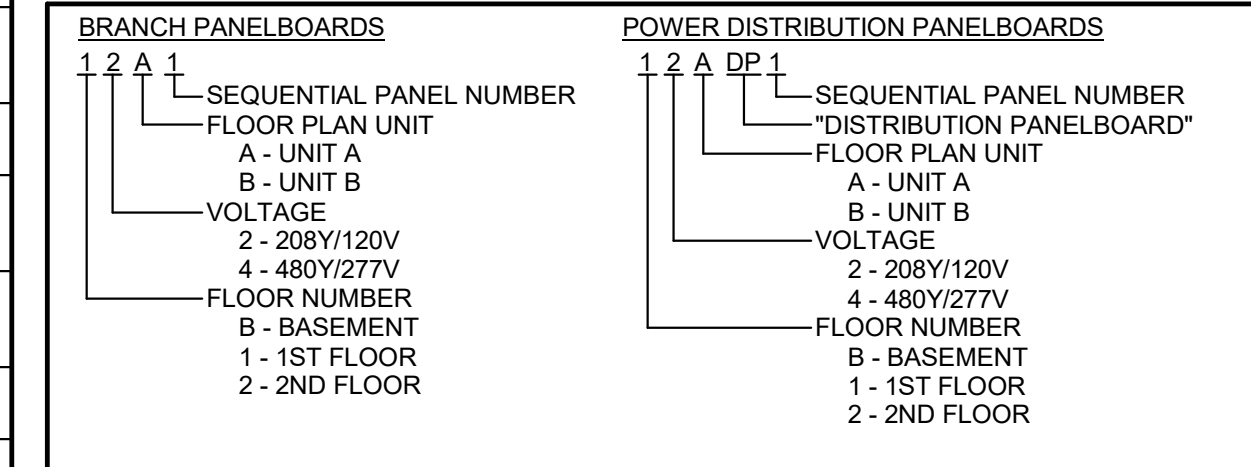 BRANCH PANELBOARDS
1 2 A 1
SEQUENTIAL PANEL NUMBER
FLOOR PLAN UNIT
A - UNIT A
B - UNIT B
VOLTAGE
2 - 208Y/120V
4 - 480Y/277V
FLOOR NUMBER
B - BASEMENT
1 - 1ST FLOOR
2 - 2ND FLOOR
POWER DISTRIBUTION PANELBOARDS
1 2 A DP 1
SEQUENTIAL PANEL NUMBER
"DISTRIBUTION PANELBOARD"
FLOOR PLAN UNIT
A - UNIT A
B - UNIT B
VOLTAGE
2 - 208Y/120V
4 - 480Y/277V
FLOOR NUMBER
B - BASEMENT
1 - 1ST FLOOR
2 - 2ND FLOOR